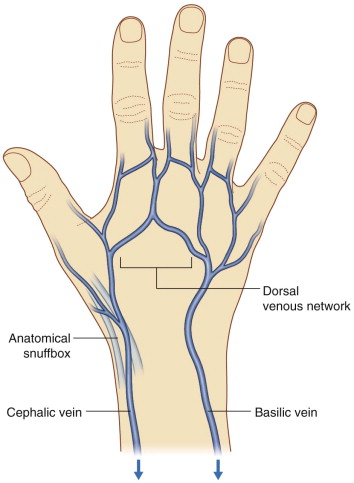 Dorsal
venous network
Anatomical
snuffbox
Cephalic vein
Basilic vein